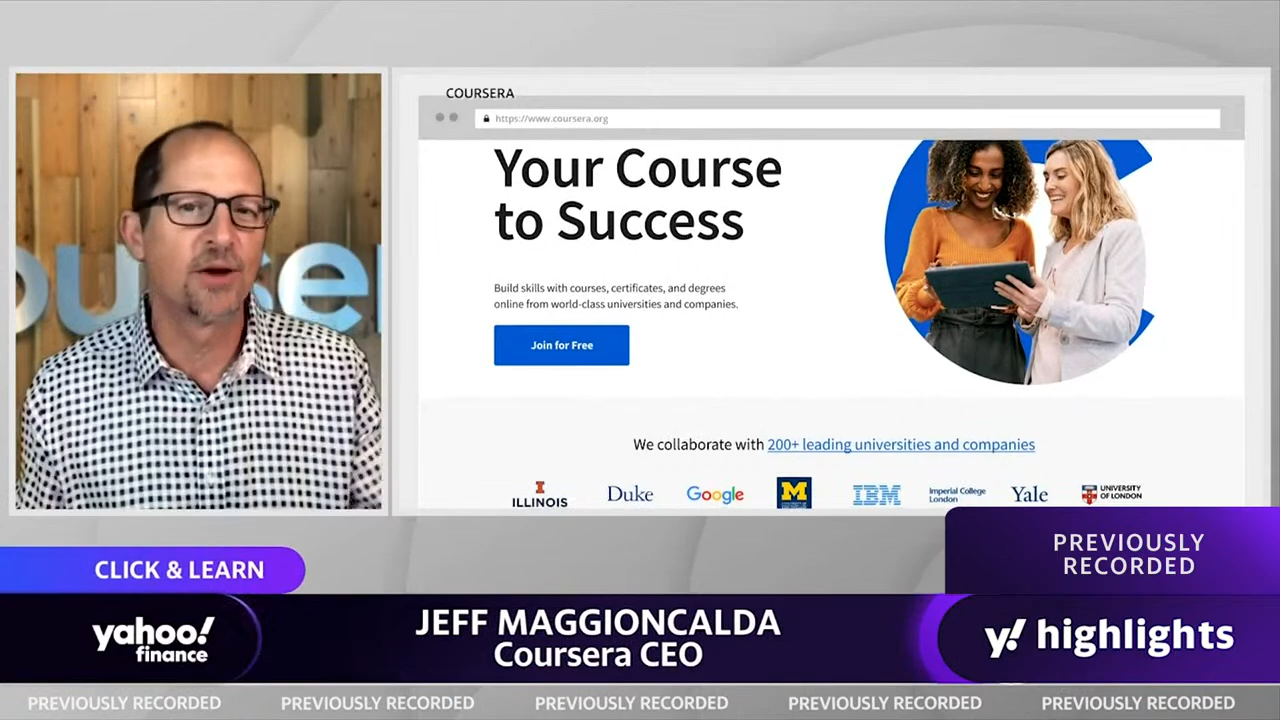 ourser
COURSERA
https://www.coursera.org
Your Course
to Success
Build skills with courses, certificates, and degrees
online from world-class universities and companies.
Join for Free
We collaborate with 200+ leading universities and companies
ILLINOIS
Duke
Google
M
IBM
Imperial College
London
Yale
UNIVERSITY
OF LONDON
PREVIOUSLY
RECORDED
CLICK & LEARN
yahoo!
finance
JEFF MAGGIONCALDA
Coursera CEO
y! highlights
PREVIOUSLY RECORDED PREVIOUSLY RECORDED PREVIOUSLY RECORDED PREVIOUSLY RECORDED PREVIOUSLY RECORDED